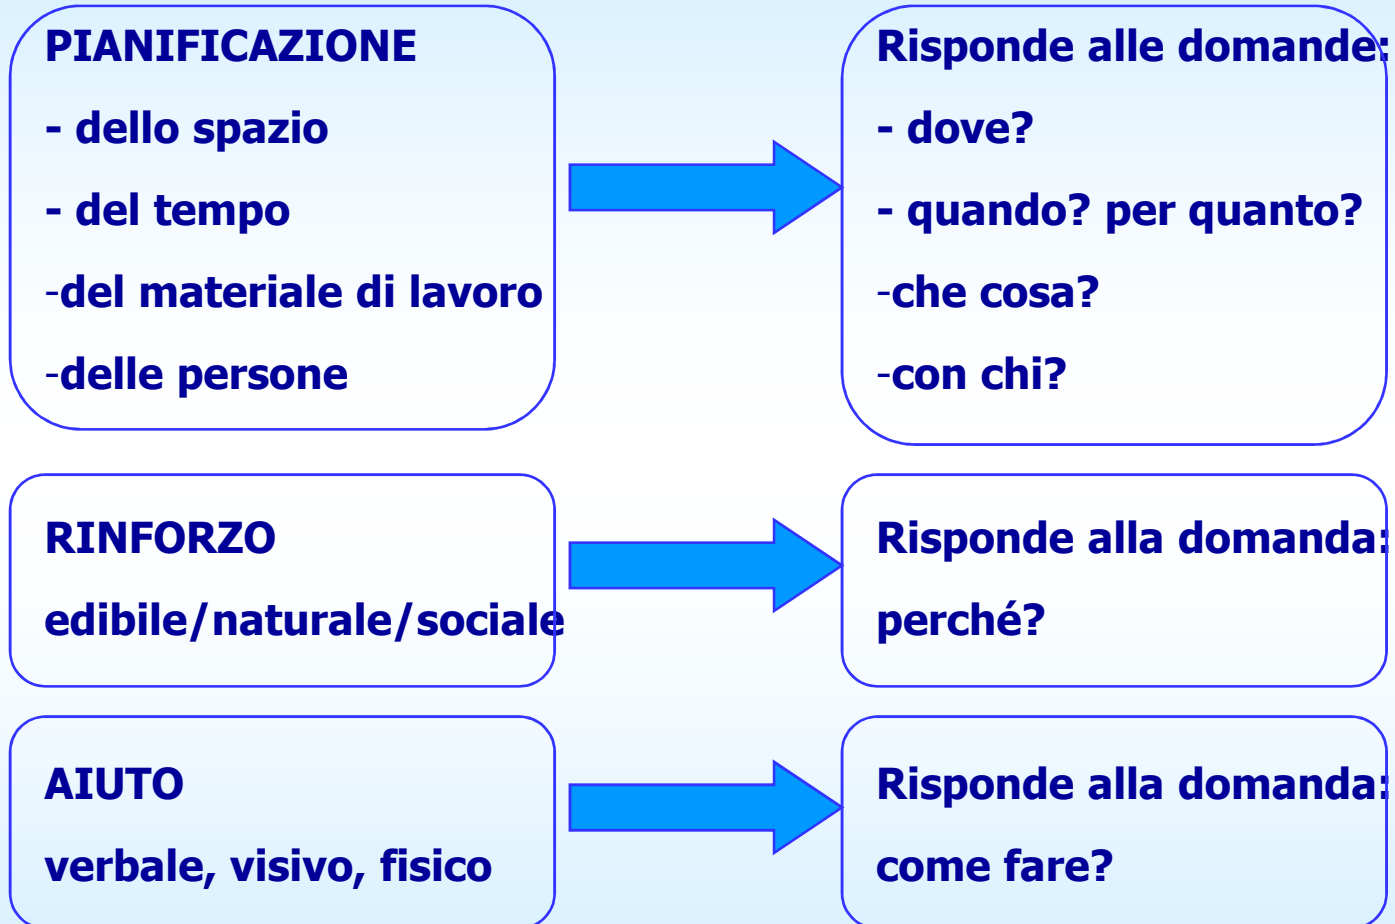 PIANIFICAZIONE
- dello spazio
- del tempo
-del materiale di lavoro
-delle persone
Risponde alle domande:
- dove?
- quando? per quanto?
-che cosa?
-con chi?
RINFORZO
edibile/naturale/sociale
Risponde alla domanda:
perché?
AIUTO
verbale, visivo, fisico
Risponde alla domanda:
come fare?